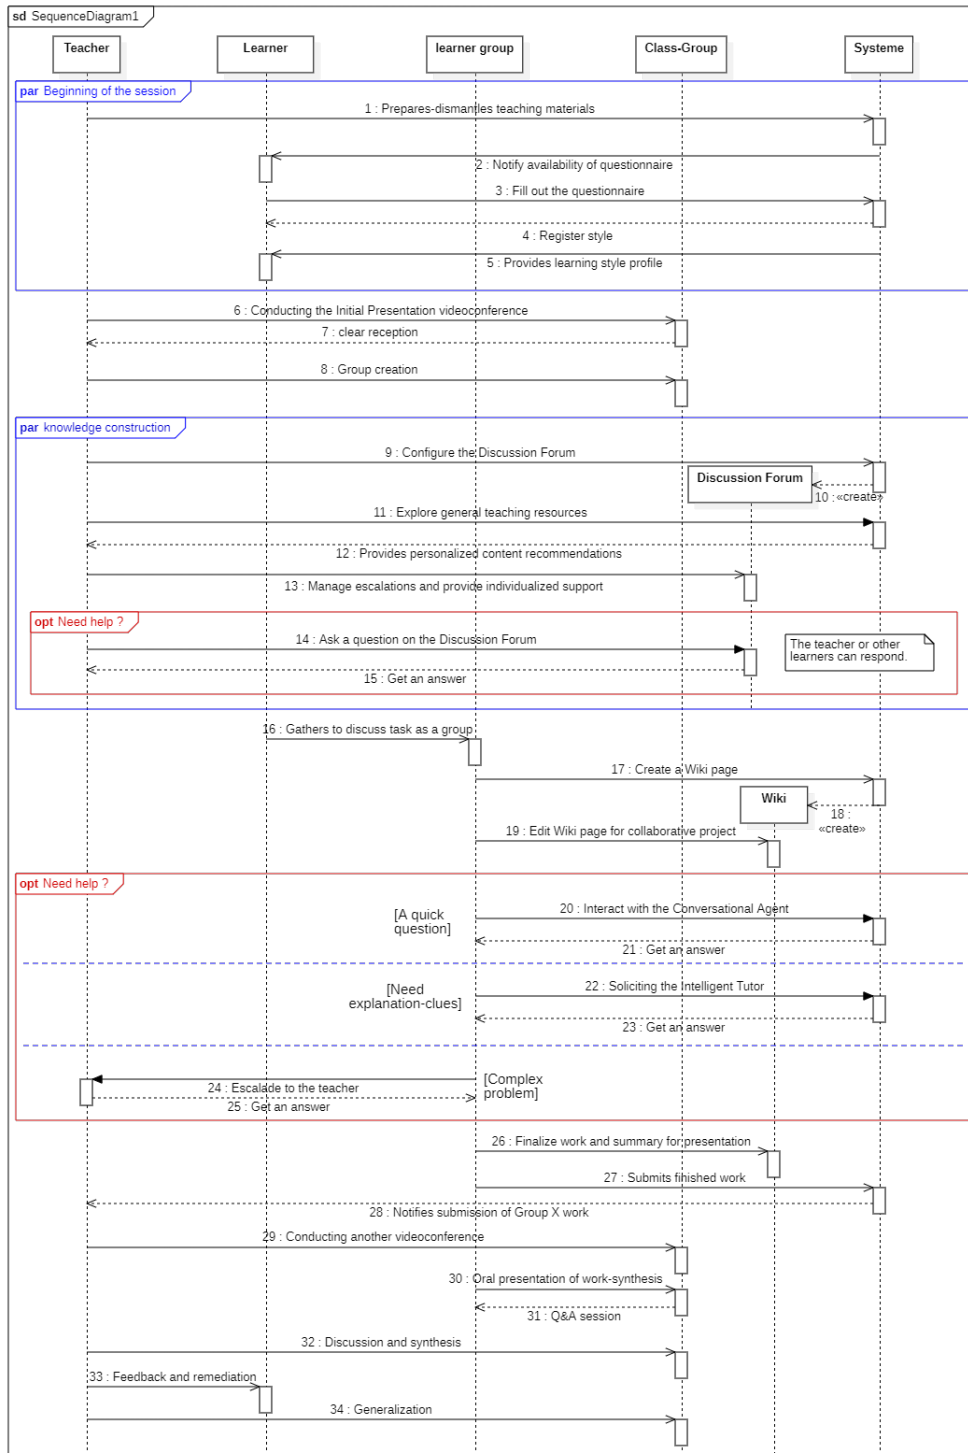 sd SequenceDiagram1
Teacher
Learner
learner group
Class-Group
Systeme
par Beginning of the session
1 : Prepares-dismantles teaching materials
2 : Notify availability of questionnaire
3 : Fill out the questionnaire
4 : Register style
5 : Provides learning style profile
6 : Conducting the Initial Presentation videoconference
7 : clear reception
8 : Group creation
par knowledge construction
9 : Configure the Discussion Forum
Discussion Forum
10 : «create»
11 : Explore general teaching resources
12 : Provides personalized content recommendations
13 : Manage escalations and provide individualized support
opt Need help ?
14 : Ask a question on the Discussion Forum
The teacher or other
learners can respond.
15 : Get an answer
16 : Gathers to discuss task as a group
17 : Create a Wiki page
Wiki
18 :
«create»
19 : Edit Wiki page for collaborative project
opt Need help ?
[A quick
question]
20 : Interact with the Conversational Agent
21 : Get an answer
[Need
explanation-clues]
22 : Soliciting the Intelligent Tutor
23 : Get an answer
[Complex
problem]
24 : Escalade to the teacher
25 : Get an answer
26 : Finalize work and summary for presentation
27 : Submits finished work
28 : Notifies submission of Group X work
29 : Conducting another videoconference
30 : Oral presentation of work-synthesis
31 : Q&A session
32 : Discussion and synthesis
33 : Feedback and remediation
34 : Generalization